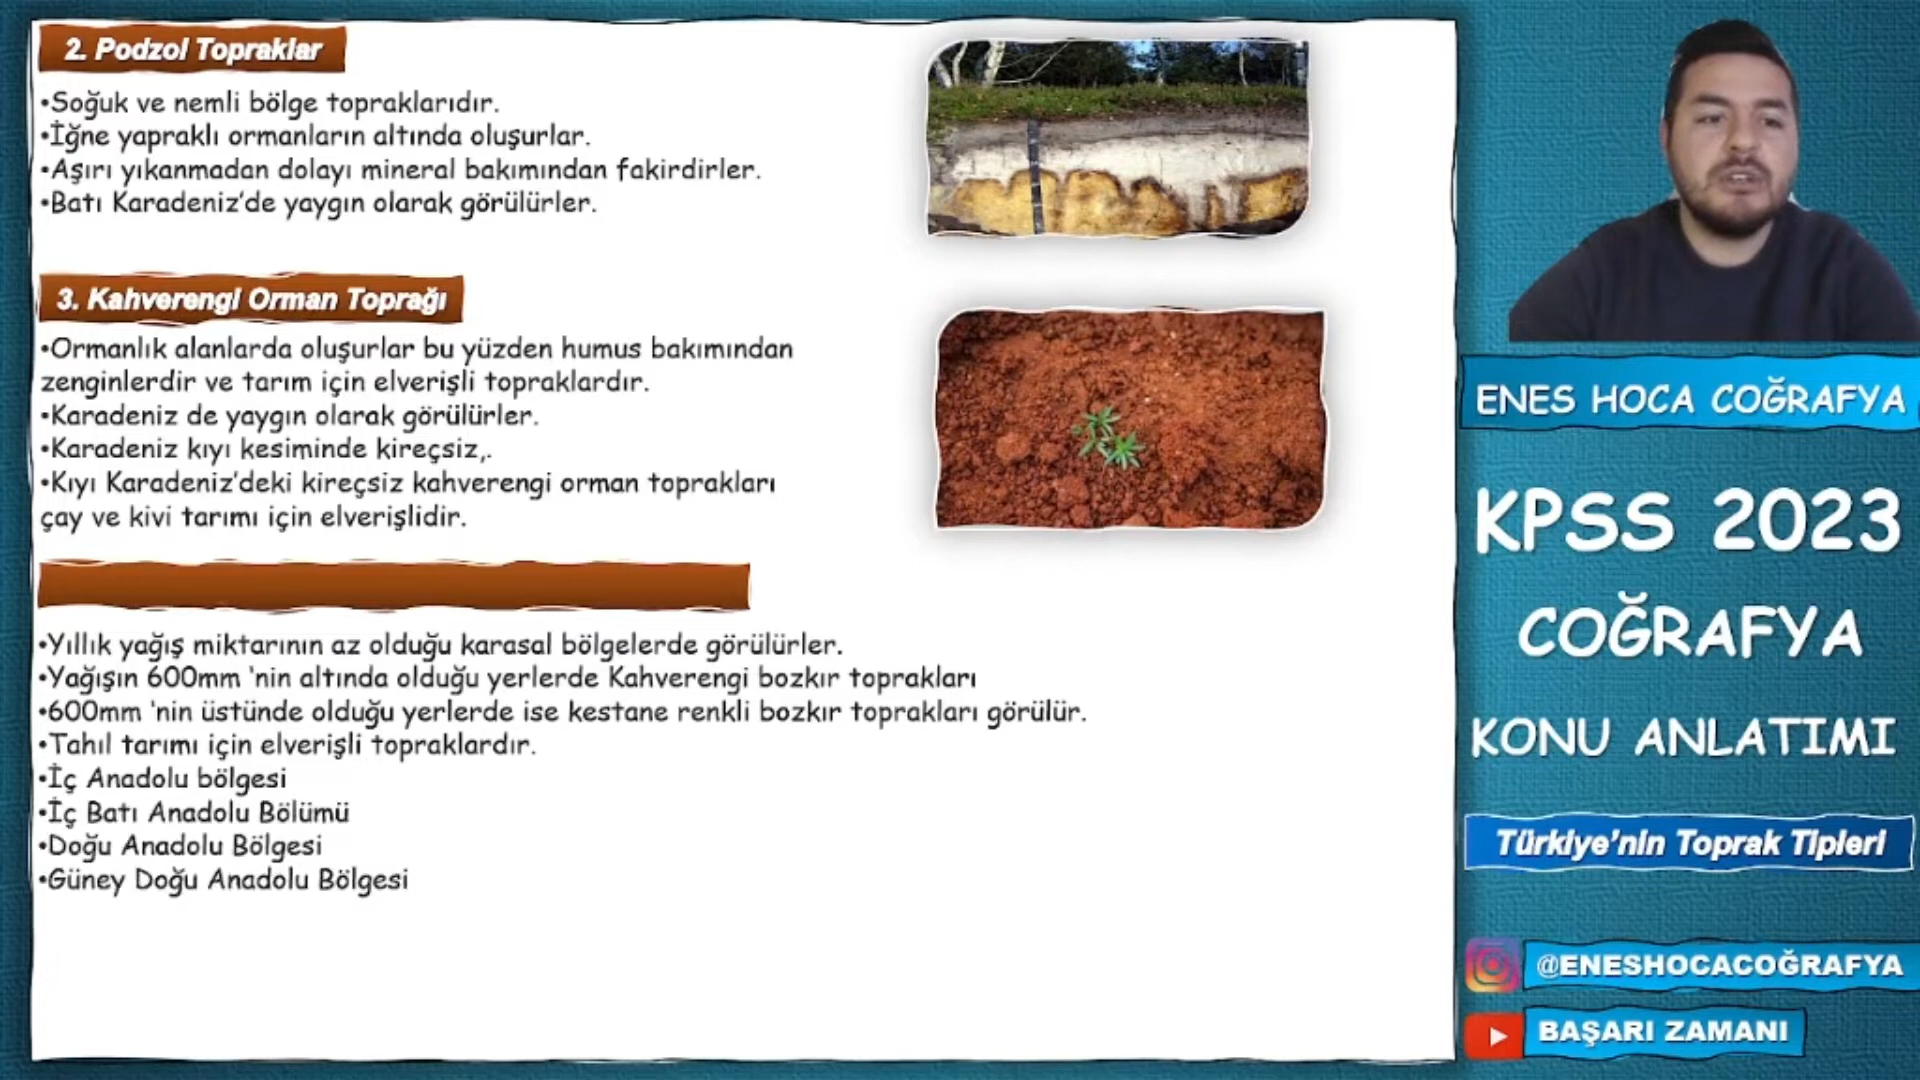 2. Podzol Topraklar
•Soğuk ve nemli bölge topraklarıdır.
•İğne yapraklı ormanların altında oluşurlar.
•Aşırı yıkanmadan dolayı mineral bakımından fakirdirler.
•Batı Karadeniz’de yaygın olarak görülürler.
3. Kahverengi Orman Toprağı
•Ormanlık alanlarda oluşurlar bu yüzden humus bakımından
zenginlerdir ve tarım için elverişli topraklardır.
•Karadeniz de yaygın olarak görülürler.
•Karadeniz kıyı kesiminde kireçsiz,.
•Kıyı Karadeniz’deki kireçsiz kahverengi orman toprakları
çay ve kivi tarımı için elverişlidir.
•Yıllık yağış miktarının az olduğu karasal bölgelerde görülürler.
•Yağışın 600mm ‘nin altında olduğu yerlerde Kahverengi bozkır toprakları
•600mm ‘nin üstünde olduğu yerlerde ise kestane renkli bozkır toprakları görülür.
•Tahıl tarımı için elverişli topraklardır.
•İç Anadolu bölgesi
•İç Batı Anadolu Bölümü
•Doğu Anadolu Bölgesi
•Güney Doğu Anadolu Bölgesi
ENES HOCA COĞRAFYA
KPSS 2023
COĞRAFYA
KONU ANLATIMI
Türkiye’nin Toprak Tipleri
@ENESHOCACOĞRAFYA
BAŞARI ZAMANI